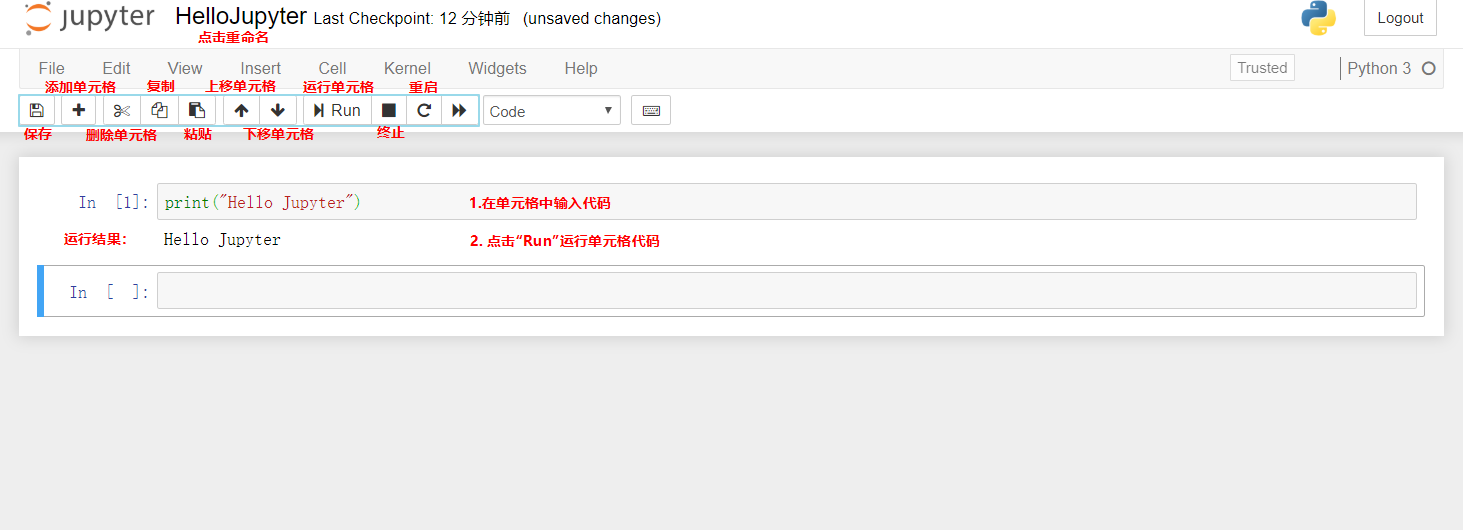 jupyter HelloJupyter Last Checkpoint: 12 分钟前 (unsaved changes) Logout
点击重命名
File Edit View Insert Cell Kernel Widgets Help Trusted Python 3
添加单元格 复制 上移单元格 运行单元格 重启
Run Code
保存 删除单元格 粘贴 下移单元格 终止
In [1]: print("Hello Jupyter") 1.在单元格中输入代码
运行结果: Hello Jupyter 2. 点击“Run”运行单元格代码
In [ ]: